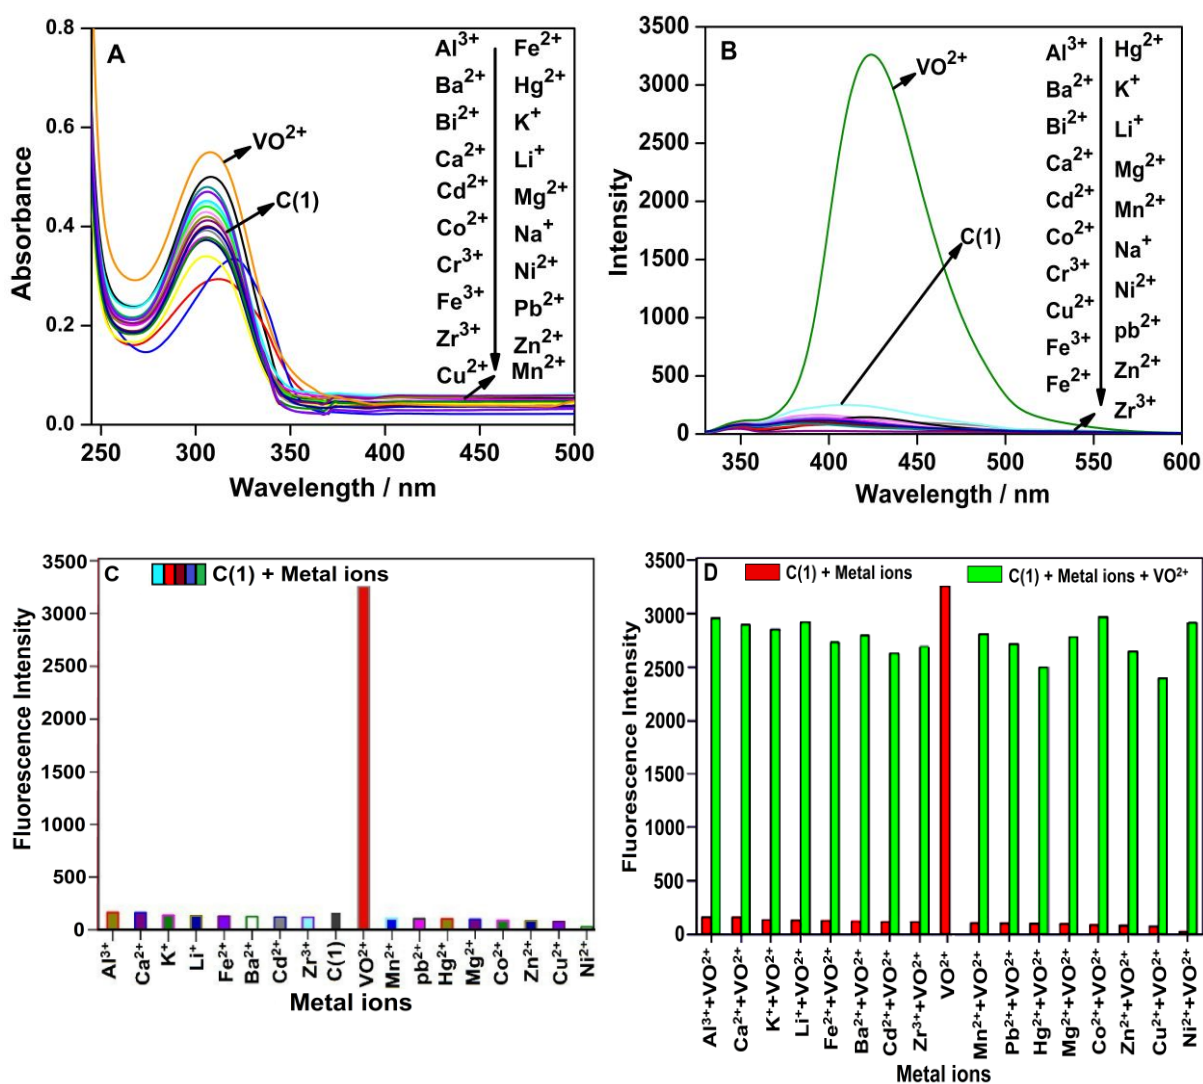 A
Absorbance
0.8
0.6
0.4
0.2
0.0
250 300 350 400 450 500
Wavelength / nm
VO2+
C(1)
Al3+ Fe2+
Ba2+ Hg2+
Bi2+ K+
Ca2+ Li+
Cd2+ Mg2+
Co2+ Na+
Cr3+ Ni2+
Fe3+ Pb2+
Zr3+ Zn2+
Cu2+ Mn2+
B
Intensity
3500
3000
2500
2000
1500
1000
500
0
350 400 450 500 550 600
Wavelength / nm
VO2+
C(1)
Al3+ Hg2+
Ba2+ K+
Bi2+ Li+
Ca2+ Mg2+
Cd2+ Mn2+
Co2+ Na+
Cr3+ Ni2+
Cu2+ pb2+
Fe3+ Zn2+
Fe2+ Zr3+
C
C(1) + Metal ions
Fluorescence Intensity
3500
3000
2500
2000
1500
1000
500
0
Al3+ Ca2+ K+ Li+ Fe2+ Ba2+ Cd2+ Zr3+ C(1) VO2+ Mn2+ pb2+ Hg2+ Mg2+ Co2+ Zn2+ Cu2+ Ni2+
Metal ions
D
C(1) + Metal ions
C(1) + Metal ions + VO2+
Fluorescence Intensity
3500
3000
2500
2000
1500
1000
500
0
Al3++VO2+ Ca2++VO2+ K++VO2+ Li++VO2+ Fe2++VO2+ Ba2++VO2+ Cd2++VO2+ Zr3++VO2+ VO2+ Mn2++VO2+ Pb2++VO2+ Hg2++VO2+ Mg2++VO2+ Co2++VO2+ Zn2++VO2+ Cu2++VO2+ Ni2++VO2+
Metal ions